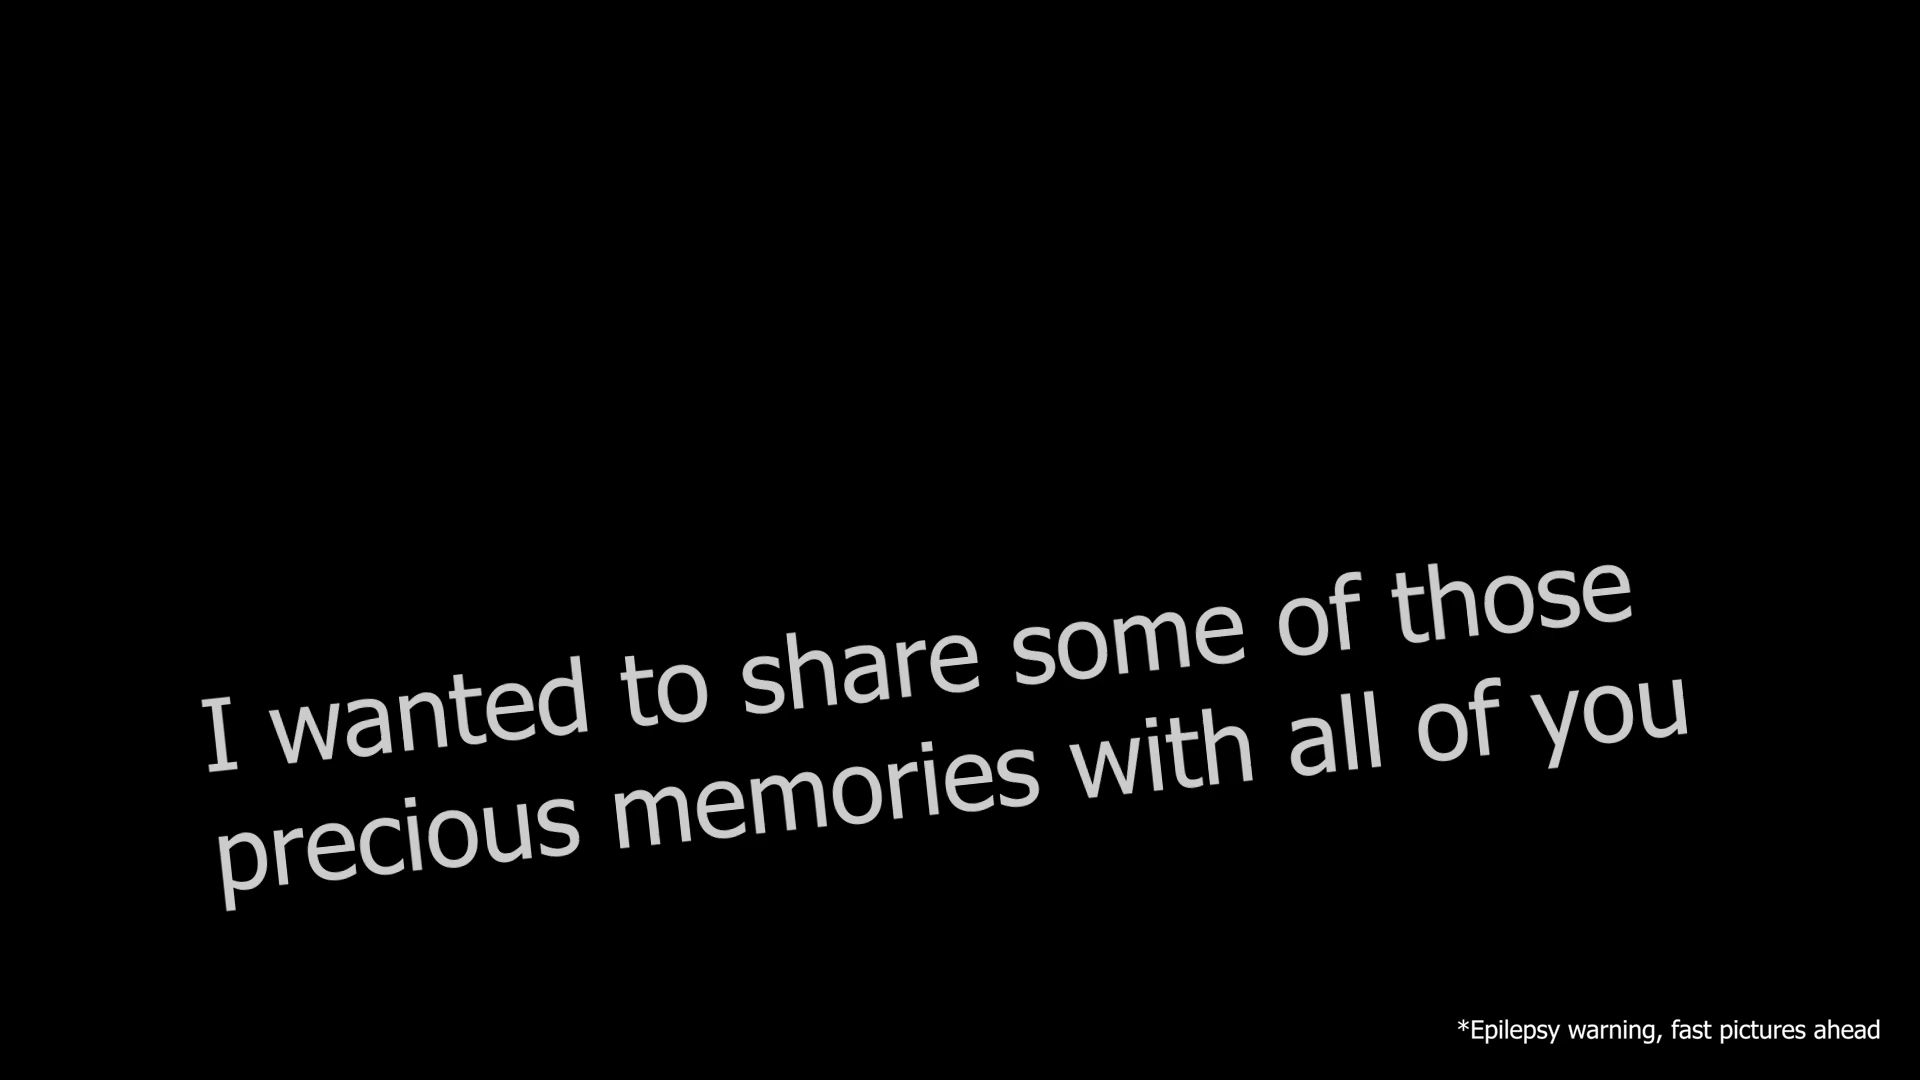 I wanted to share some of those
precious memories with all of you
*Epilepsy warning, fast pictures ahead